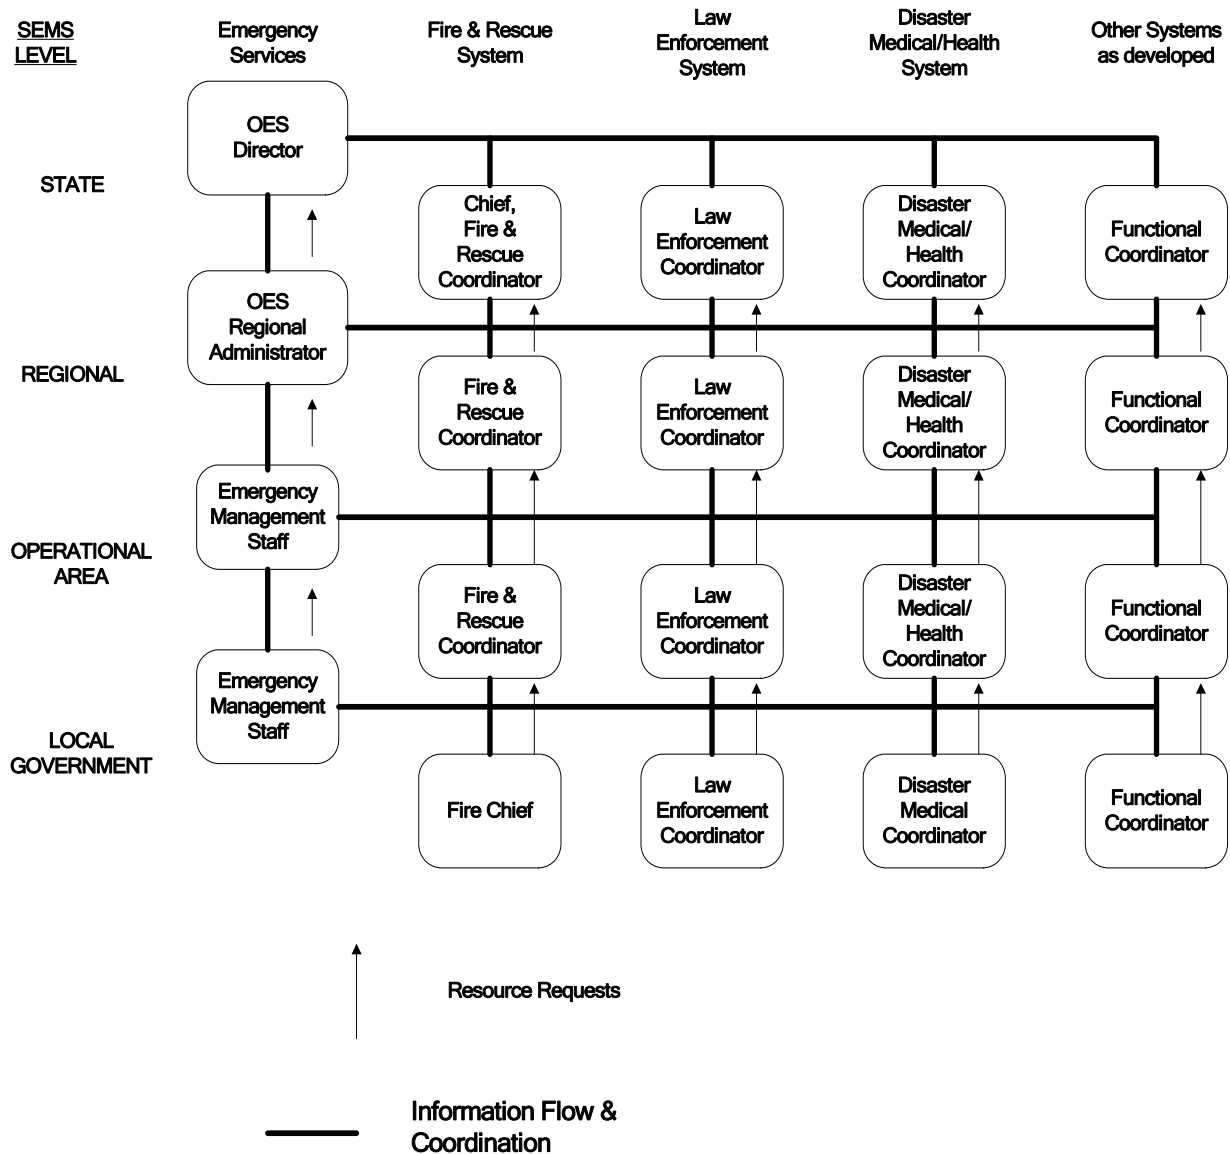 SEMS
LEVEL
Emergency
Services
Fire & Rescue
System
Law
Enforcement
System
Disaster
Medical/Health
System
Other Systems
as developed
STATE
OES
Director
Chief,
Fire &
Rescue
Coordinator
Law
Enforcement
Coordinator
Disaster
Medical/
Health
Coordinator
Functional
Coordinator
REGIONAL
OES
Regional
Administrator
Fire &
Rescue
Coordinator
Law
Enforcement
Coordinator
Disaster
Medical/
Health
Coordinator
Functional
Coordinator
OPERATIONAL
AREA
Emergency
Management
Staff
Fire &
Rescue
Coordinator
Law
Enforcement
Coordinator
Disaster
Medical/
Health
Coordinator
Functional
Coordinator
LOCAL
GOVERNMENT
Emergency
Management
Staff
Fire Chief
Law
Enforcement
Coordinator
Disaster
Medical
Coordinator
Functional
Coordinator
Resource Requests
Information Flow &
Coordination